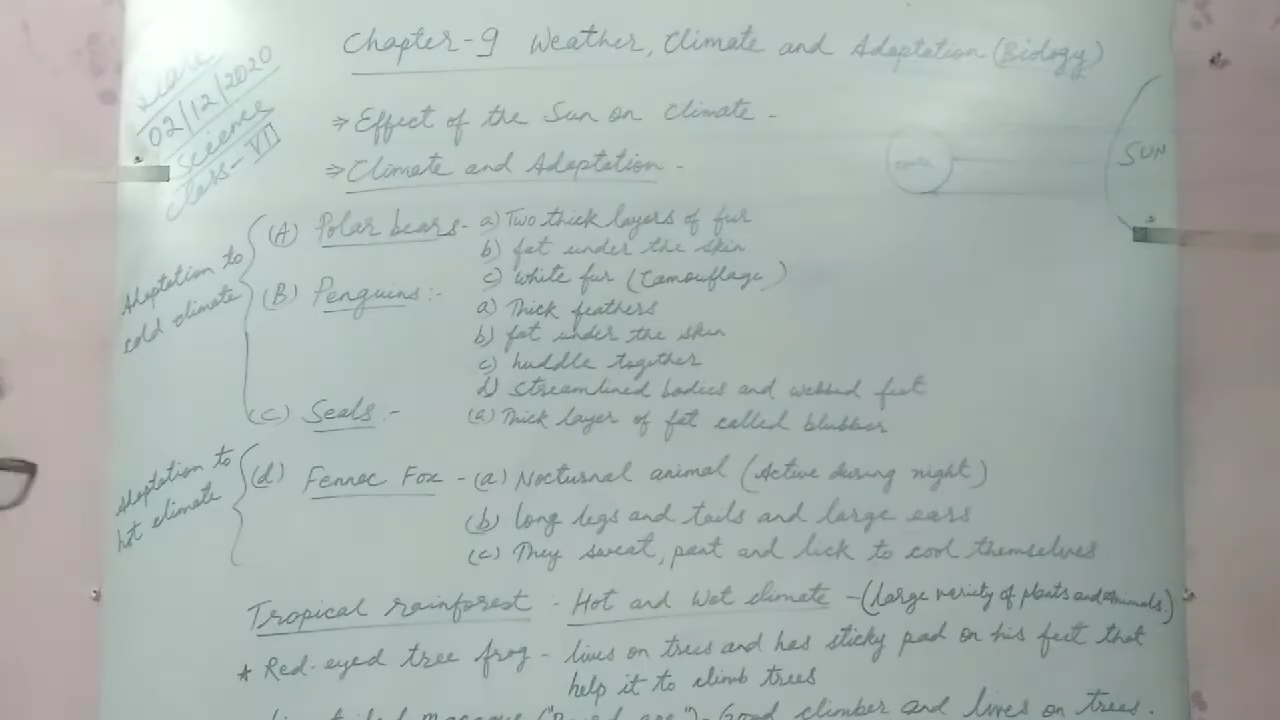 Chapter-9 Weather, Climate and Adaptation (Biology)
02/12/2020
Science
Class-VII
⇒ Effect of the Sun on Climate -
⇒ Climate and Adaptation -
SUN
Adaptation to
cold climate
(A) Polar bears - a) Two thick layers of fur
b) fat under the skin
c) white fur (Camouflage)
(B) Penguins :-
a) Thick feathers
b) fat under the skin
c) huddle together
d) streamlined bodies and webbed feet
(C) Seals - (a) Thick layer of fat called blubber
Adaptation to
hot climate
(d) Fennec Fox - (a) Nocturnal animal (Active during night)
(b) long legs and tails and large ears
(c) They sweat, pant and lick to cool themselves
Tropical rainforest - Hot and Wet climate - (large variety of plants and animals)
* Red-eyed tree frog - lives on trees and has sticky pad on his feet that
help it to climb trees
Good climber and lives on trees.